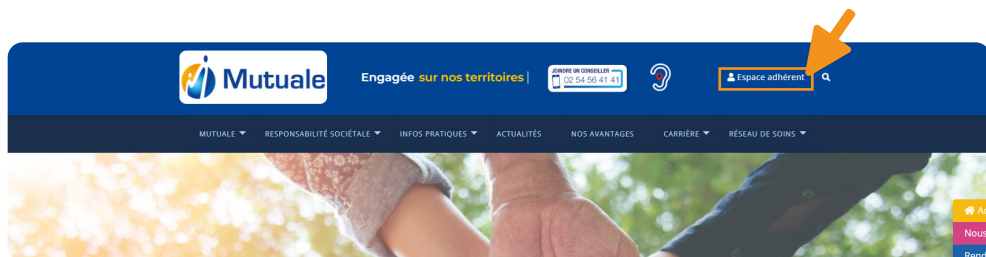 Mutuale
Engagée sur nos territoires
JOINDRE UN CONSEILLER
02 54 56 41 41
Espace adhérent
MUTUALE
RESPONSABILITÉ SOCIÉTALE
INFOS PRATIQUES
ACTUALITÉS
NOS AVANTAGES
CARRIÈRE
RÉSEAU DE SOINS
Nous